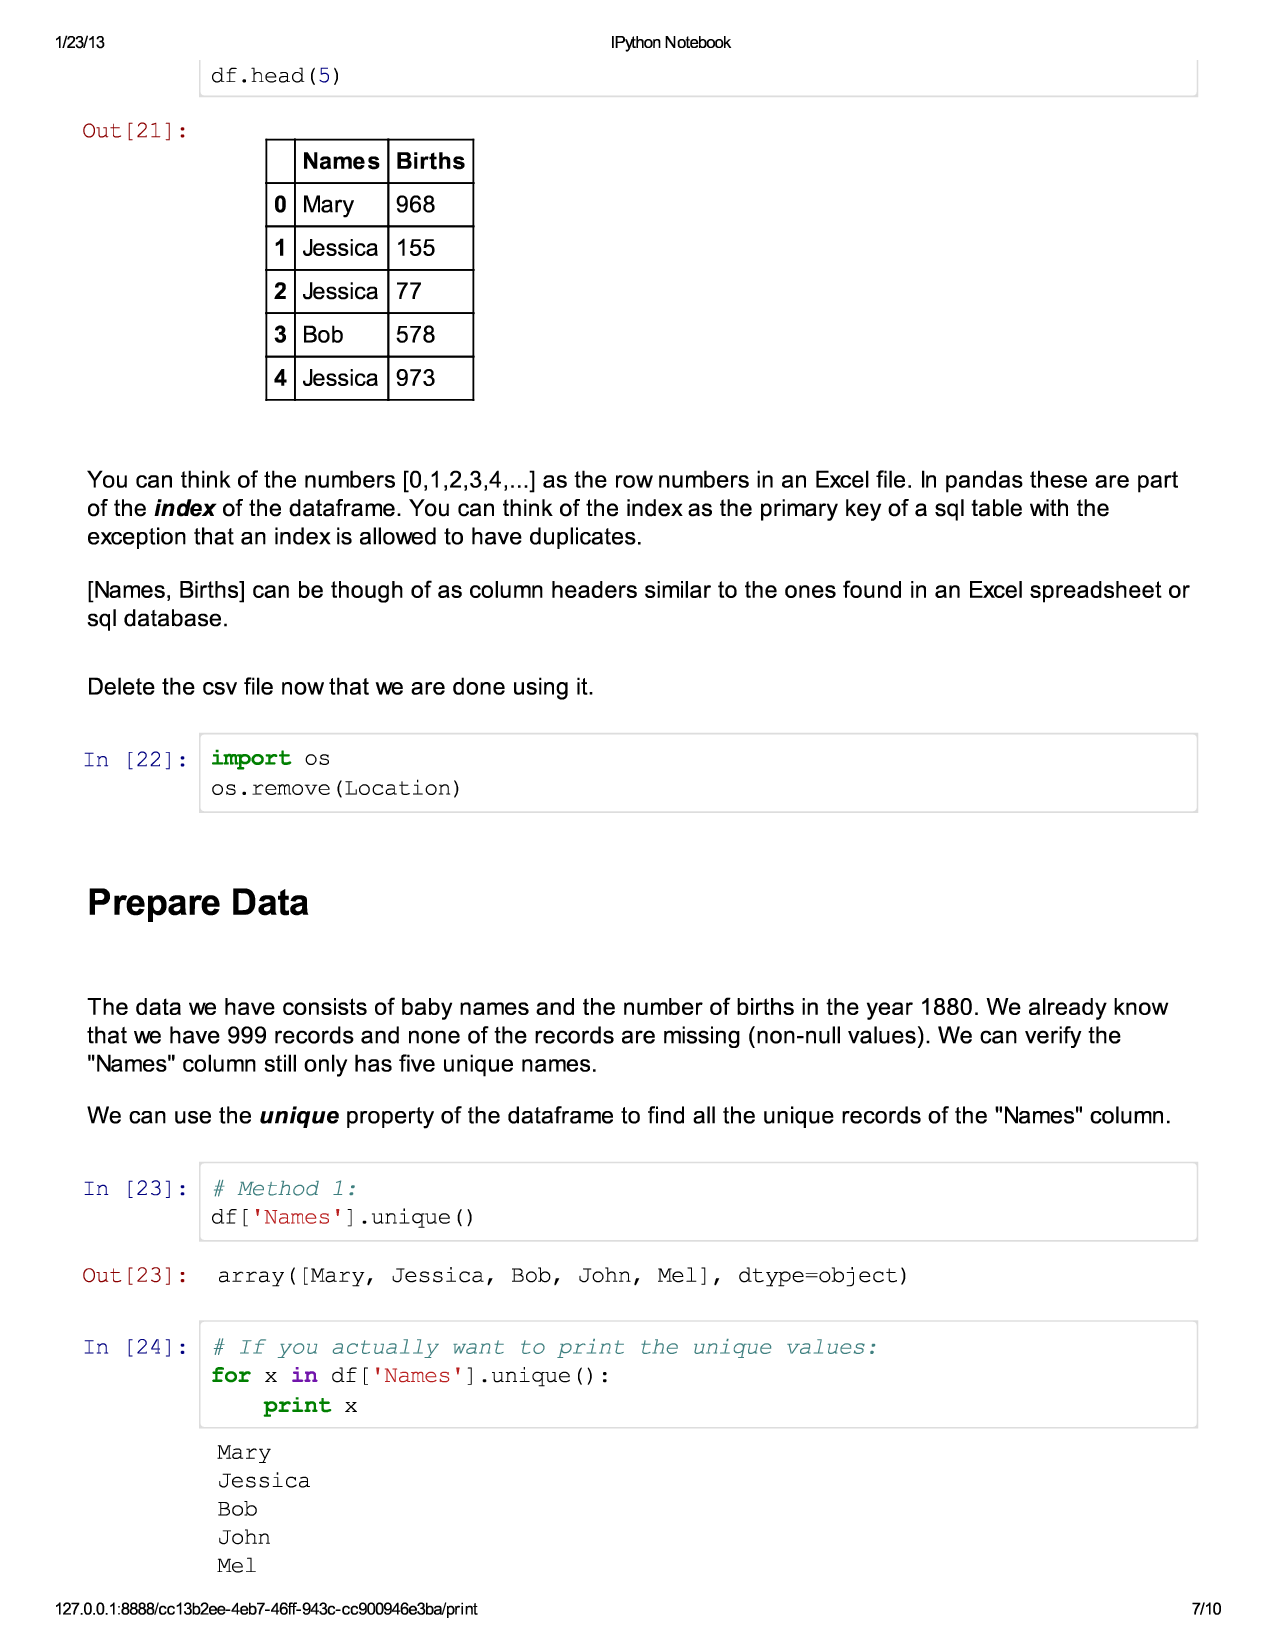 1/23/13 IPython Notebook
df.head(5)
Out[21]:
Names Births
0 Mary 968
1 Jessica 155
2 Jessica 77
3 Bob 578
4 Jessica 973
You can think of the numbers [0,1,2,3,4,...] as the row numbers in an Excel file. In pandas these are part
of the index of the dataframe. You can think of the index as the primary key of a sql table with the
exception that an index is allowed to have duplicates.
[Names, Births] can be though of as column headers similar to the ones found in an Excel spreadsheet or
sql database.
Delete the csv file now that we are done using it.
In [22]: import os
os.remove(Location)
Prepare Data
The data we have consists of baby names and the number of births in the year 1880. We already know
that we have 999 records and none of the records are missing (non-null values). We can verify the
"Names" column still only has five unique names.
We can use the unique property of the dataframe to find all the unique records of the "Names" column.
In [23]: # Method 1:
df['Names'].unique()
Out[23]: array([Mary, Jessica, Bob, John, Mel], dtype=object)
In [24]: # If you actually want to print the unique values:
for x in df['Names'].unique():
    print x
Mary
Jessica
Bob
John
Mel
127.0.0.1:8888/cc13b2ee-4eb7-46ff-943c-cc900946e3ba/print 7/10